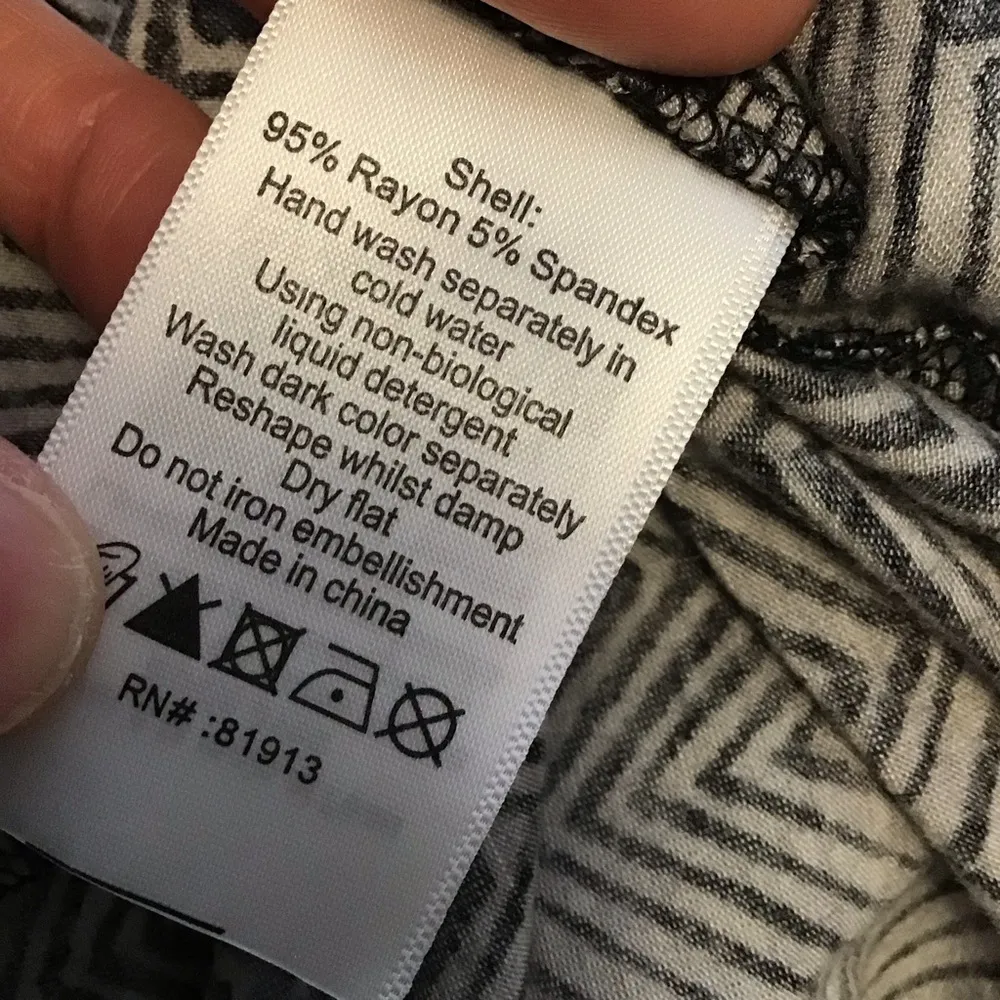 Shell:
95% Rayon 5% Spandex
Hand wash separately in
cold water
Using non-biological
liquid detergent
Wash dark color separately
Reshape whilst damp
Dry flat
Do not iron embellishment
Made in china
RN# :81913